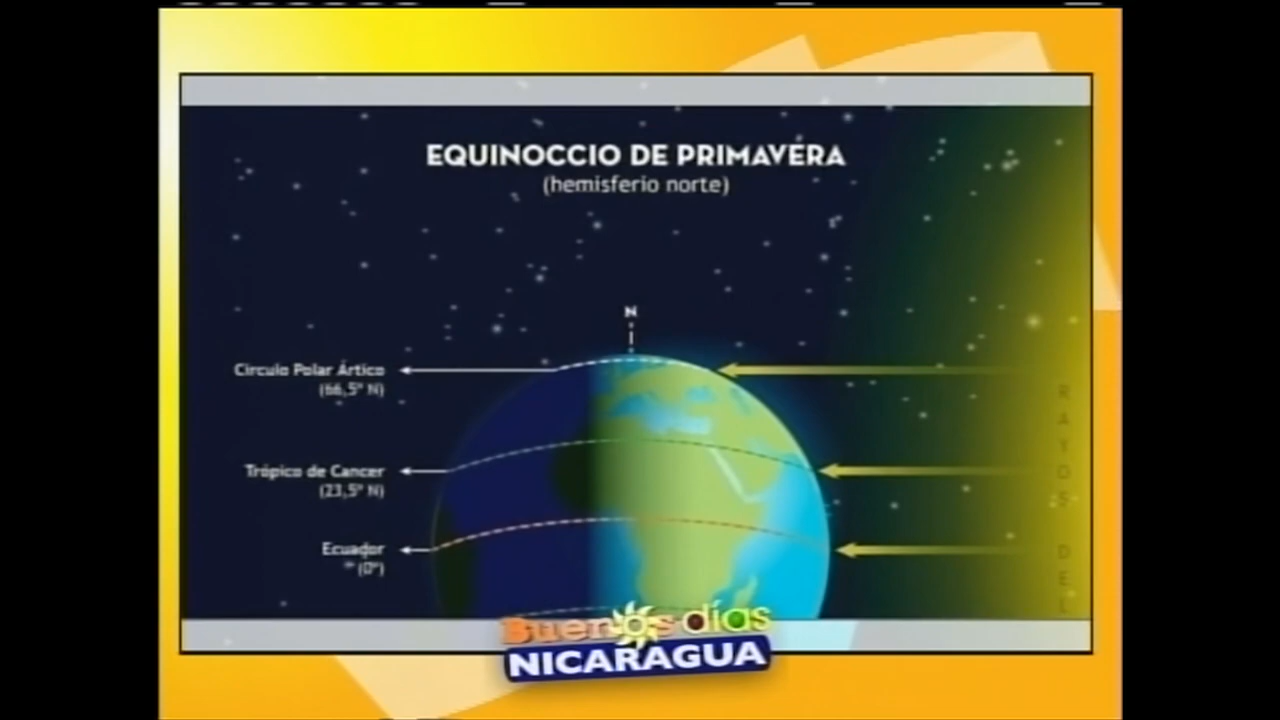 EQUINOCCIO DE PRIMAVERA
(hemisferio norte)
N
Círculo Polar Ártico
(66,5° N)
Trópico de Cancer
(23,5° N)
Ecuador
(0°)
RAYOS DEL
Buenos días
NICARAGUA